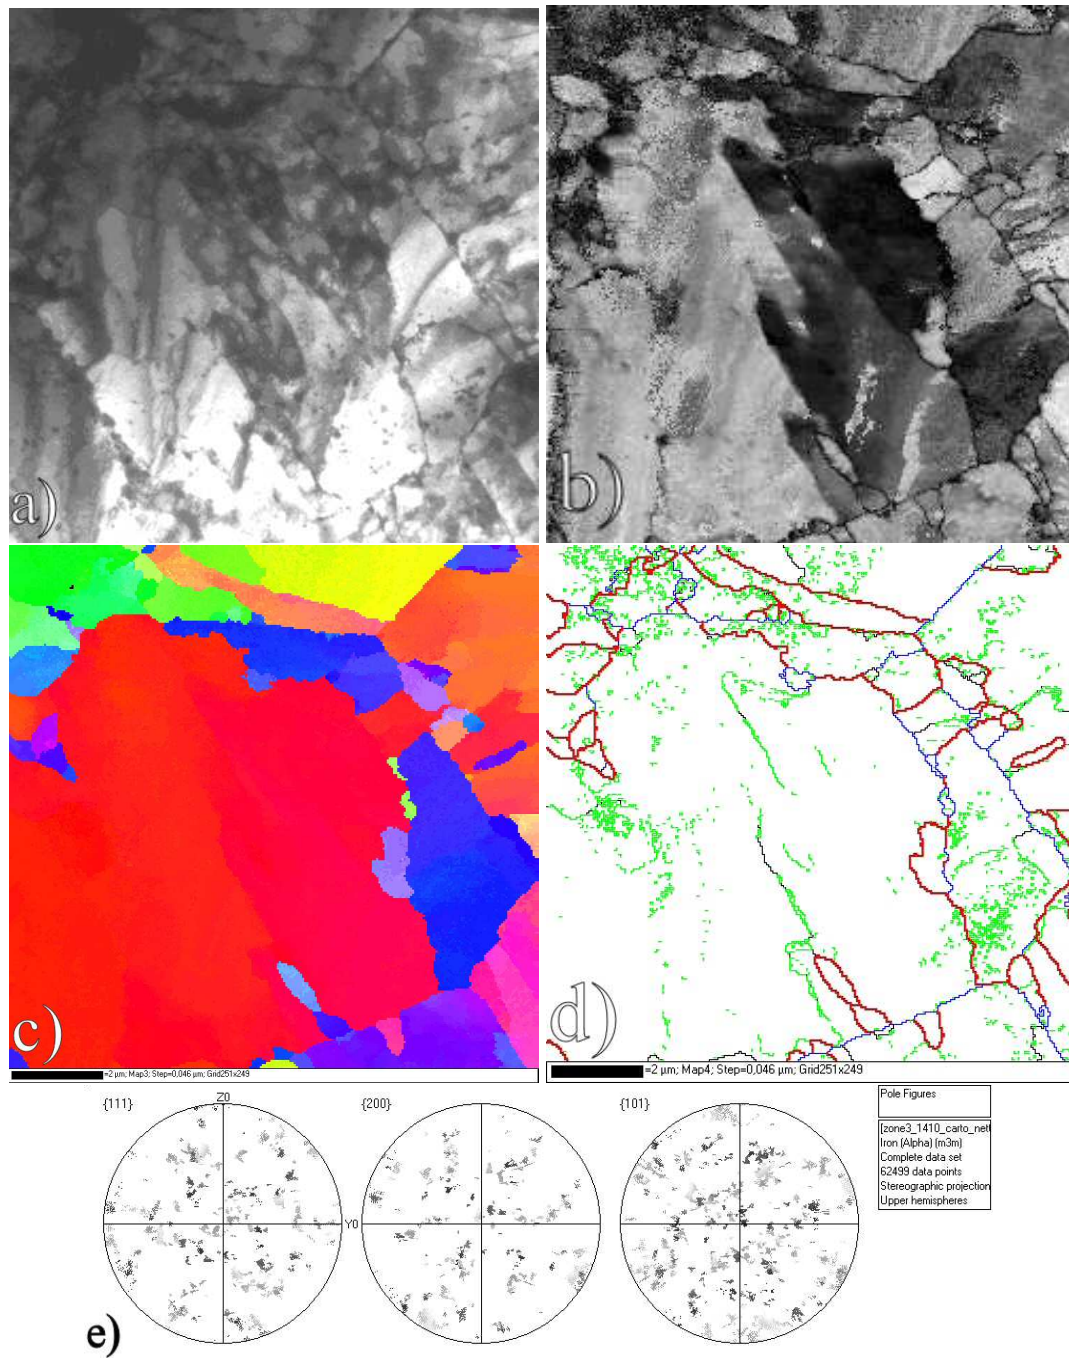 a)
b)
c)
d)
=2 µm; Map3; Step=0,046 µm; Grid251x249
=2 µm; Map4; Step=0,046 µm; Grid251x249
{111}
Z0
{200}
{101}
Y0
Pole Figures
[zone3_1410_carto_net
Iron (Alpha) (m3m)
Complete data set
62499 data points
Stereographic projection
Upper hemispheres
e)